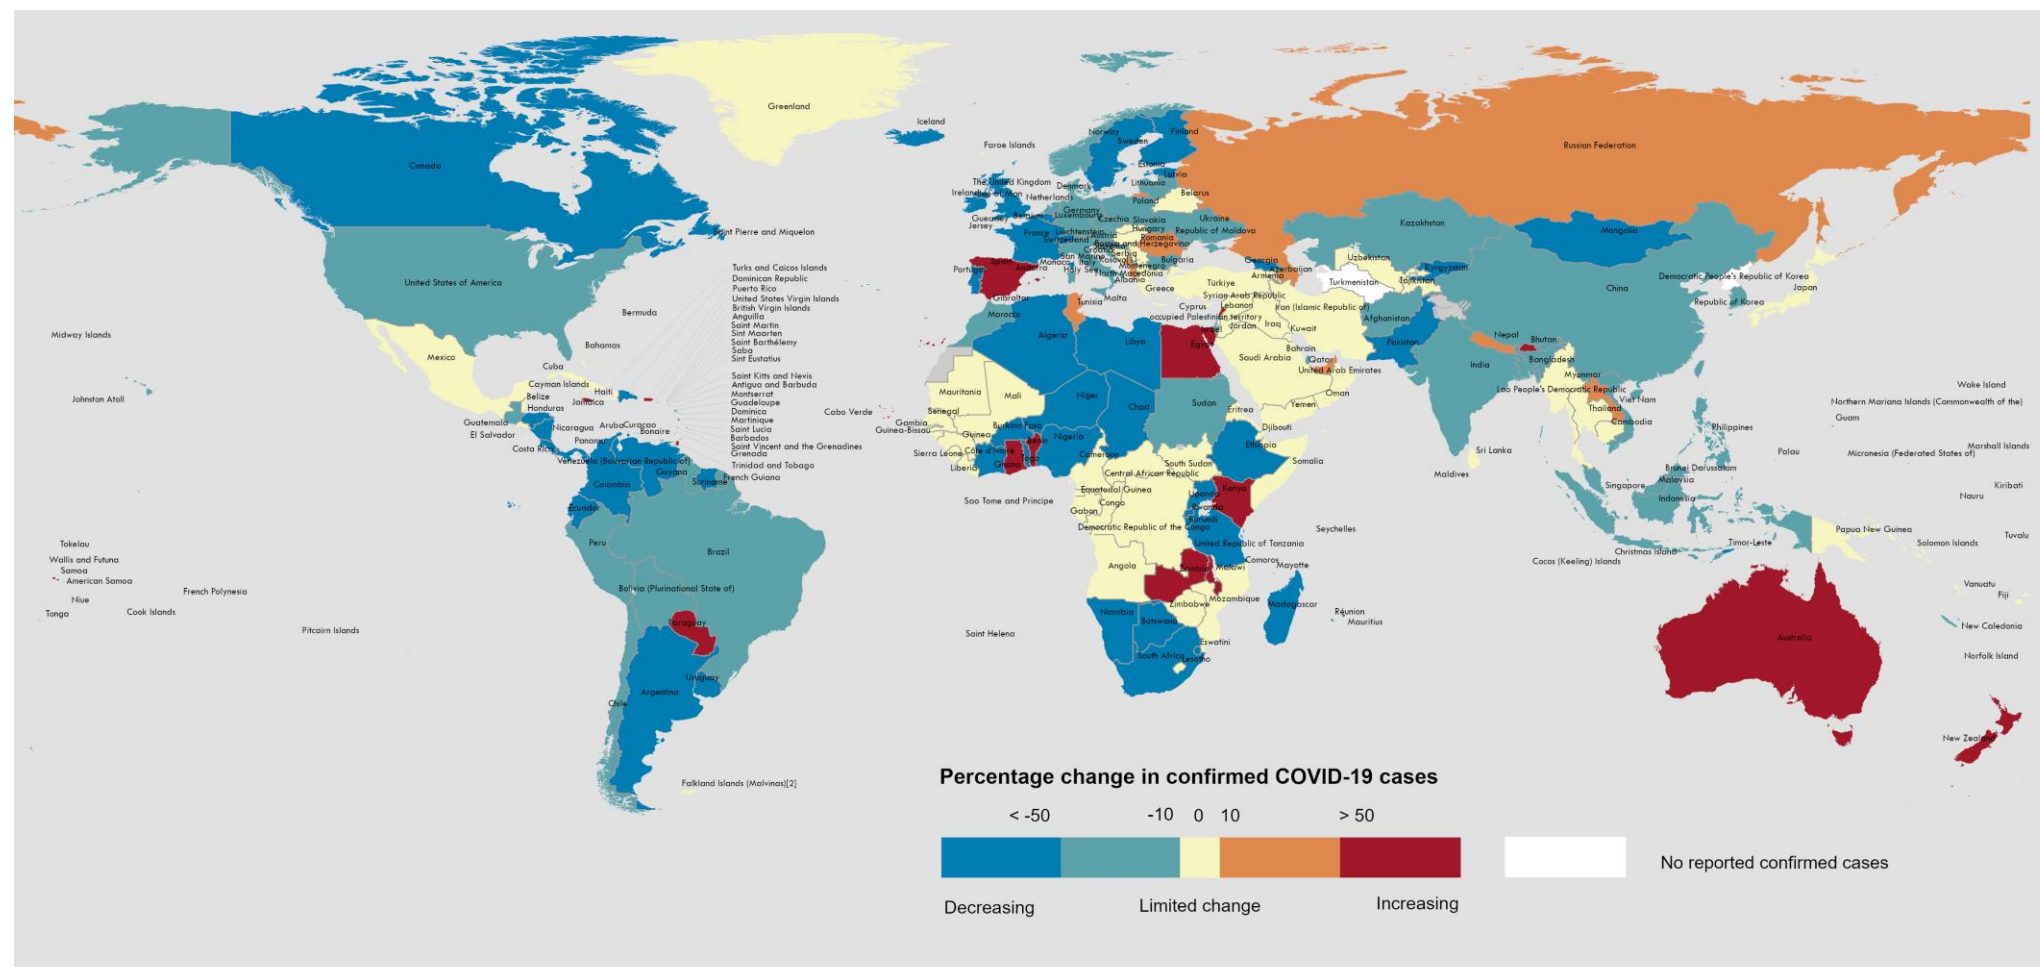 Greenland
Iceland
Faroe Islands
Norway
Sweden
Finland
Russian Federation
Canada
Estonia
Latvia
Lithuania
The United Kingdom
Denmark
Ireland
Isle of Man
Netherlands
Belarus
Poland
Germany
Guernsey
Belgium
Luxembourg
Czechia
Slovakia
Ukraine
Jersey
Hungary
Kazakhstan
Saint Pierre and Miquelon
France
Liechtenstein
Austria
Romania
Republic of Moldova
Mongolia
Switzerland
Bosnia and Herzegovina
Croatia
Serbia
San Marino
Monaco
Italy
Kosovo
Bulgaria
Georgia
Uzbekistan
Spain
Andorra
Portugal
Holy See
Montenegro
North Macedonia
Albania
Azerbaijan
Armenia
Kyrgyzstan
Turks and Caicos Islands
Dominican Republic
Puerto Rico
United States Virgin Islands
British Virgin Islands
Anguilla
Saint Martin
Sint Maarten
Saint Barthélemy
Saba
Sint Eustatius
United States of America
Greece
Türkiye
Turkmenistan
Tajikistan
Democratic People's Republic of Korea
China
Japan
Gibraltar
Tunisia
Malta
Cyprus
Syrian Arab Republic
Lebanon
Republic of Korea
Bermuda
Morocco
occupied Palestinian territory
Iran (Islamic Republic of)
Afghanistan
Israel
Jordan
Iraq
Kuwait
Midway Islands
Algeria
Libya
Egypt
Pakistan
Nepal
Bhutan
Bahamas
Bahrain
Mexico
Saudi Arabia
Qatar
United Arab Emirates
India
Bangladesh
Cuba
Myanmar
Saint Kitts and Nevis
Antigua and Barbuda
Montserrat
Guadeloupe
Dominica
Martinique
Saint Lucia
Barbados
Saint Vincent and the Grenadines
Grenada
Trinidad and Tobago
Cayman Islands
Haiti
Belize
Jamaica
Honduras
Johnston Atoll
Mauritania
Mali
Niger
Chad
Sudan
Eritrea
Yemen
Oman
Lao People's Democratic Republic
Viet Nam
Thailand
Wake Island
Northern Mariana Islands (Commonwealth of the)
Guam
Cabo Verde
Senegal
Gambia
Guinea-Bissau
Guatemala
El Salvador
Nicaragua
Aruba
Curacao
Bonaire
Burkina Faso
Guinea
Benin
Nigeria
Djibouti
Ethiopia
Cambodia
Philippines
Costa Rica
Panama
Venezuela (Bolivarian Republic of)
Sierra Leone
Côte d'Ivoire
Liberia
Ghana
Togo
Cameroon
Somalia
Sri Lanka
Palau
Marshall Islands
Micronesia (Federated States of)
Guyana
Suriname
French Guiana
Colombia
South Sudan
Central African Republic
Maldives
Brunei Darussalam
Malaysia
Singapore
Indonesia
Kiribati
Nauru
Ecuador
Sao Tome and Principe
Equatorial Guinea
Congo
Gabon
Uganda
Kenya
Rwanda
Burundi
Democratic Republic of the Congo
Seychelles
Papua New Guinea
Solomon Islands
Tuvalu
Peru
Brazil
Tokelau
Wallis and Futuna
Samoa
American Samoa
United Republic of Tanzania
Timor-Leste
Christmas Island
Cocos (Keeling) Islands
Angola
Zambia
Malawi
Comoros
Mayotte
Bolivia (Plurinational State of)
French Polynesia
Niue
Cook Islands
Tonga
Vanuatu
Fiji
Mozambique
Zimbabwe
Namibia
Botswana
Madagascar
Réunion
Mauritius
New Caledonia
Paraguay
Pitcairn Islands
Saint Helena
Eswatini
South Africa
Lesotho
Australia
Norfolk Island
Uruguay
Argentina
Chile
New Zealand
Falkland Islands (Malvinas)[2]
Percentage change in confirmed COVID-19 cases
< -50 -10 0 10 > 50
No reported confirmed cases
Decreasing Limited change Increasing